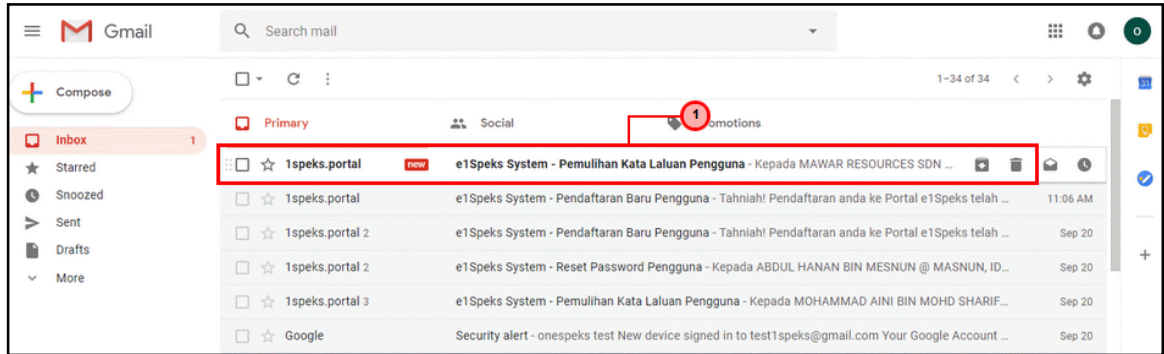 Gmail
Search mail
o
Compose
1-34 of 34
31
Primary
Social
1
omotions
Inbox 1
1speks.portal new e1Speks System - Pemulihan Kata Laluan Pengguna - Kepada MAWAR RESOURCES SDN ...
Starred
1speks.portal e1Speks System - Pendaftaran Baru Pengguna - Tahniah! Pendaftaran anda ke Portal e1Speks telah ... 11:06 AM
Snoozed
1speks.portal 2 e1Speks System - Pendaftaran Baru Pengguna - Tahniah! Pendaftaran anda ke Portal e1Speks telah ... Sep 20
Sent
Drafts
1speks.portal 2 e1Speks System - Reset Password Pengguna - Kepada ABDUL HANAN BIN MESNUN @ MASNUN, ID... Sep 20
More
1speks.portal 3 e1Speks System - Pemulihan Kata Laluan Pengguna - Kepada MOHAMMAD AINI BIN MOHD SHARIF... Sep 20
Google Security alert - onespeks test New device signed in to test1speks@gmail.com Your Google Account ... Sep 20